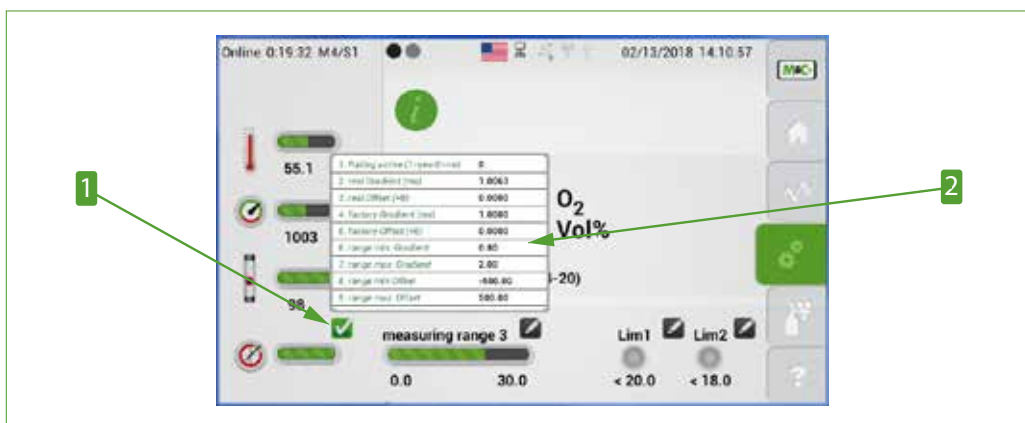 Online 0:19:32 M4/S1
02/13/2018 14.10.57
M&C
1
2
55.1
1003
98
1. Rating active (1=yes 0=no) 0
2. real Gradient (mx) 1.0063
3. real Offset (+B) 0.0000
4. factory-Gradient (mx) 1.0000
5. factory-Offset (+B) 0.0000
6. range min. Gradient 0.80
7. range max. Gradient 2.00
8. range min Offset -500.00
9. range max. Offset 500.00
O2
Vol%
-20)
measuring range 3
0.0 30.0
Lim1 Lim2
< 20.0 < 18.0
?